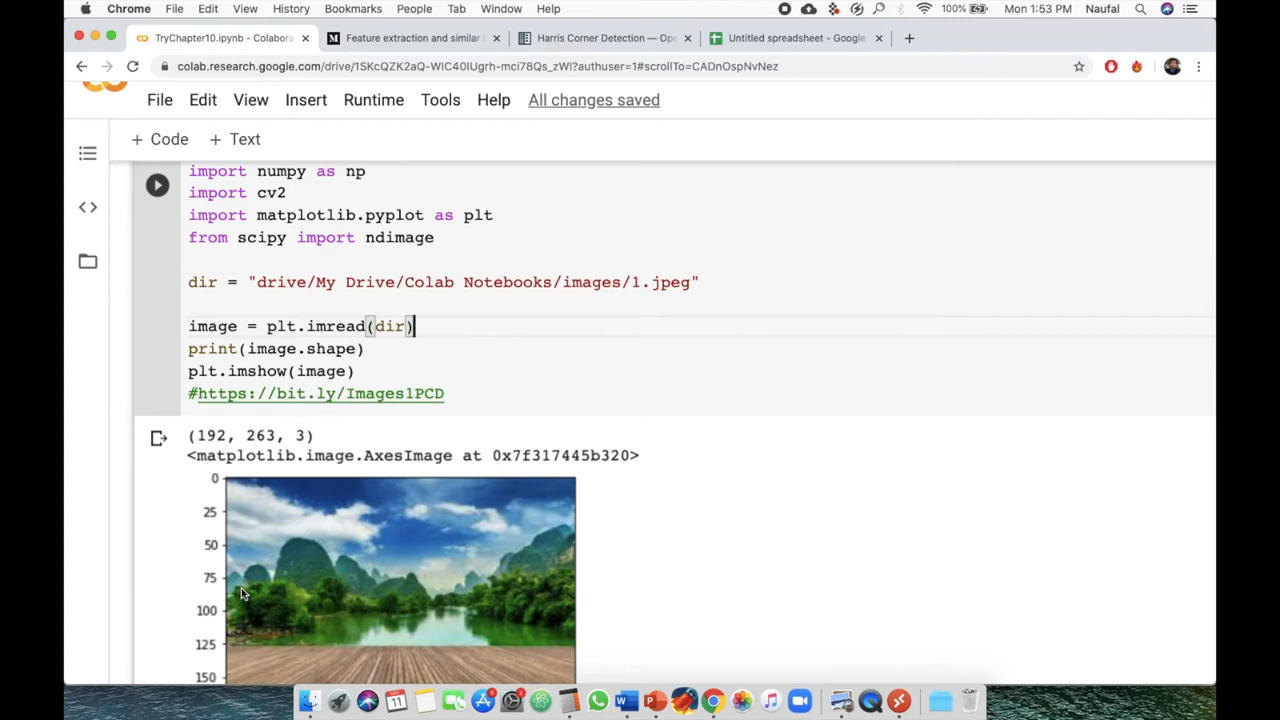 Chrome File Edit View History Bookmarks People Tab Window Help 100% Mon 1:53 PM Naufal
TryChapter10.ipynb - Colabora Feature extraction and similar i Harris Corner Detection — Ope Untitled spreadsheet - Google
colab.research.google.com/drive/1SKcQZK2aQ-WIC40IUgrh-mci78Qs_zWl?authuser=1#scrollTo=CADnOspNvNez
File Edit View Insert Runtime Tools Help All changes saved
+ Code + Text
import numpy as np
import cv2
import matplotlib.pyplot as plt
from scipy import ndimage
dir = "drive/My Drive/Colab Notebooks/images/1.jpeg"
image = plt.imread(dir)
print(image.shape)
plt.imshow(image)
#https://bit.ly/Images1PCD
(192, 263, 3)
<matplotlib.image.AxesImage at 0x7f317445b320>
0
25
50
75
100
125
150